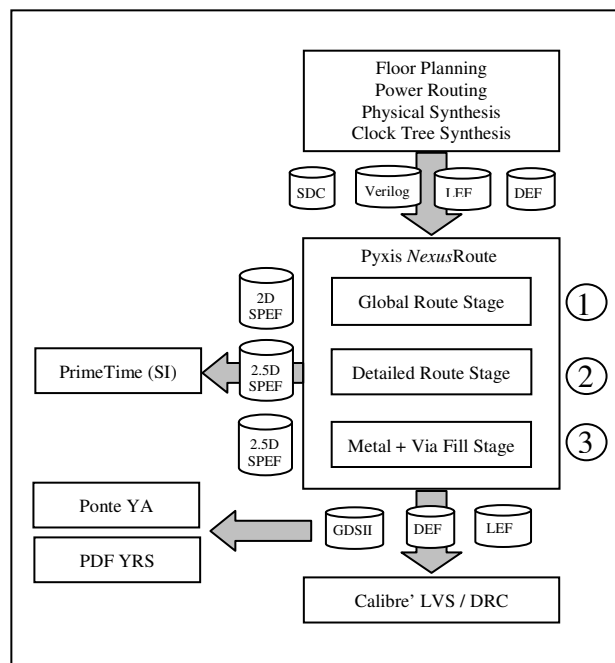 Floor Planning
Power Routing
Physical Synthesis
Clock Tree Synthesis
SDC
Verilog
LEF
DEF
Pyxis NexusRoute
2D
SPEF
Global Route Stage
1
PrimeTime (SI)
2.5D
SPEF
Detailed Route Stage
2
2.5D
SPEF
Metal + Via Fill Stage
3
Ponte YA
PDF YRS
GDSII
DEF
LEF
Calibre' LVS / DRC